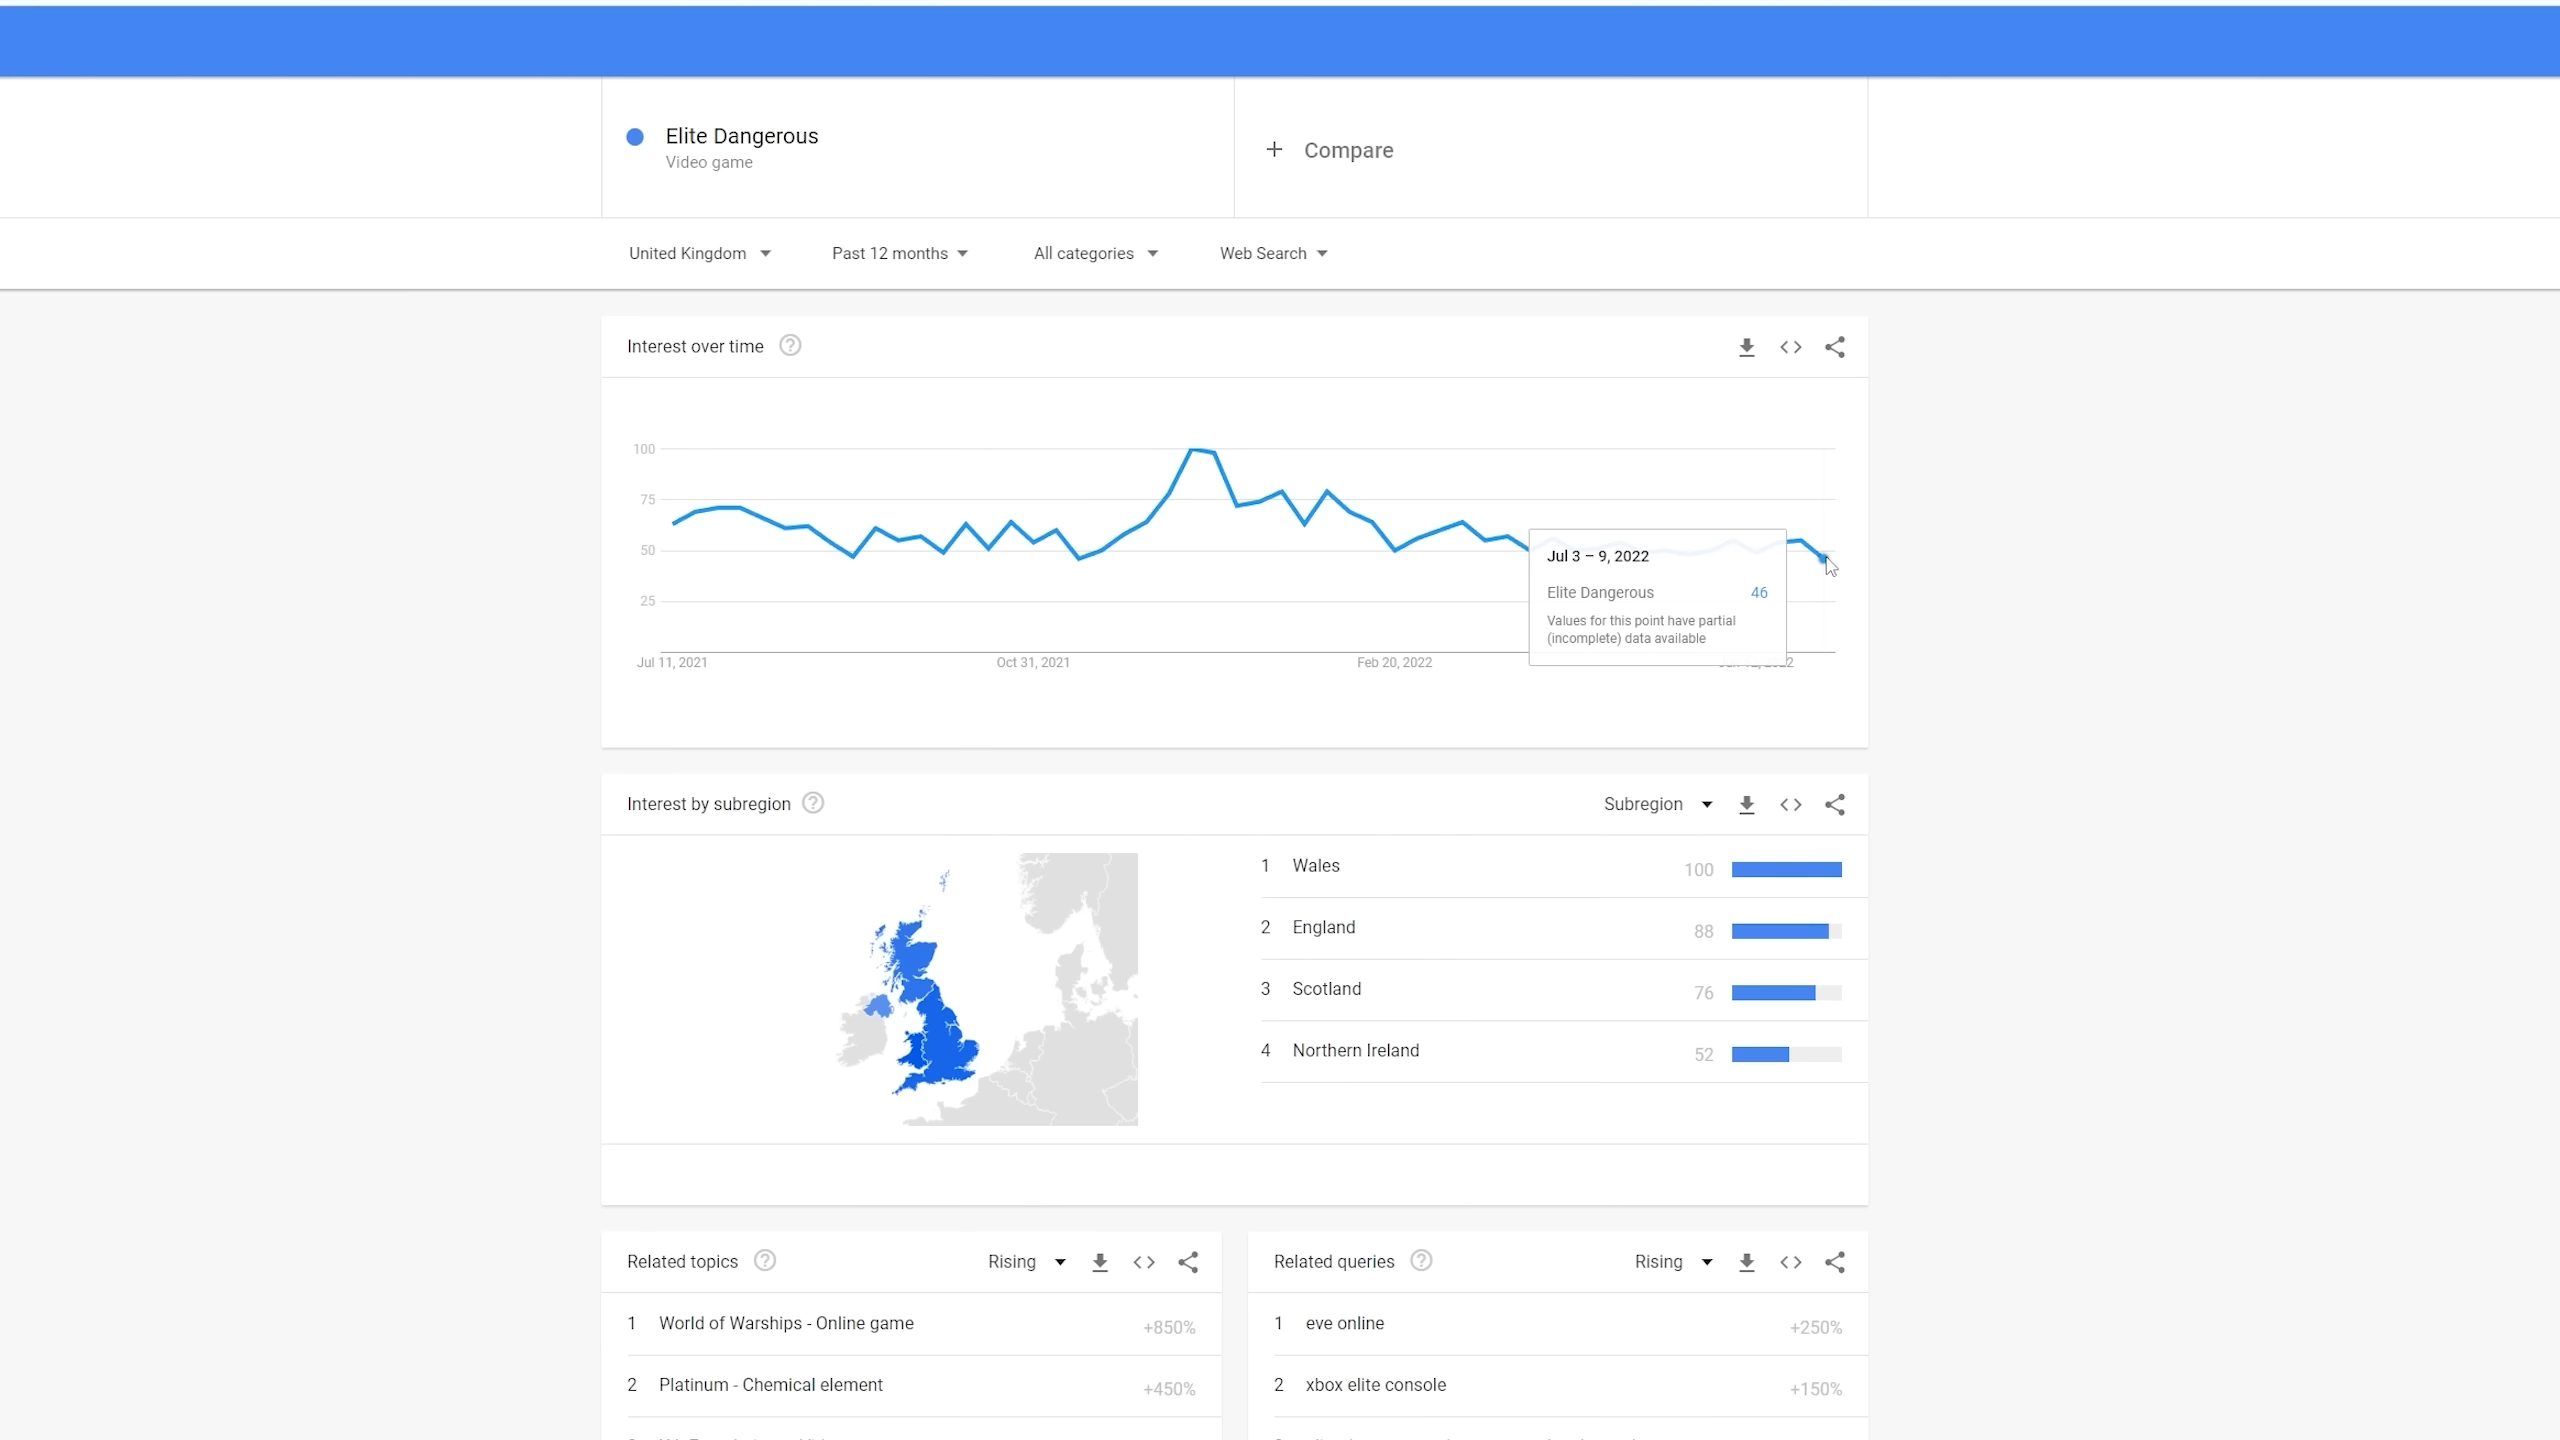 Elite Dangerous
Video game
+ Compare
United Kingdom
Past 12 months
All categories
Web Search
Interest over time
100
75
50
25
Jul 3 – 9, 2022
Elite Dangerous 46
Values for this point have partial
(incomplete) data available
Jul 11, 2021
Oct 31, 2021
Feb 20, 2022
Interest by subregion
Subregion
1 Wales 100
2 England 88
3 Scotland 76
4 Northern Ireland 52
Related topics
Rising
1 World of Warships - Online game +850%
2 Platinum - Chemical element +450%
Related queries
Rising
1 eve online +250%
2 xbox elite console +150%